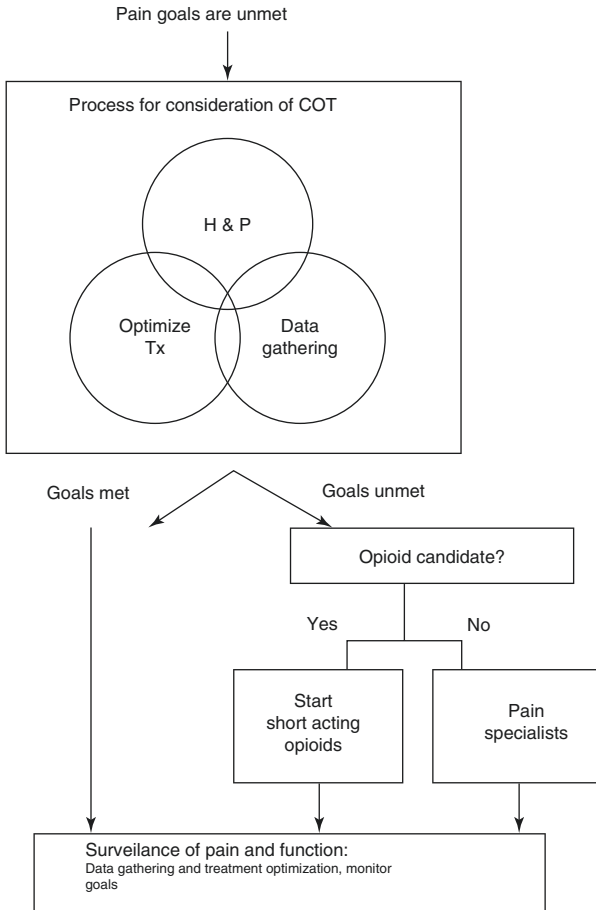 Pain goals are unmet
Process for consideration of COT
H & P
Optimize
Tx
Data
gathering
Goals met
Goals unmet
Opioid candidate?
Yes
No
Start
short acting
opioids
Pain
specialists
Surveilance of pain and function:
Data gathering and treatment optimization, monitor
goals